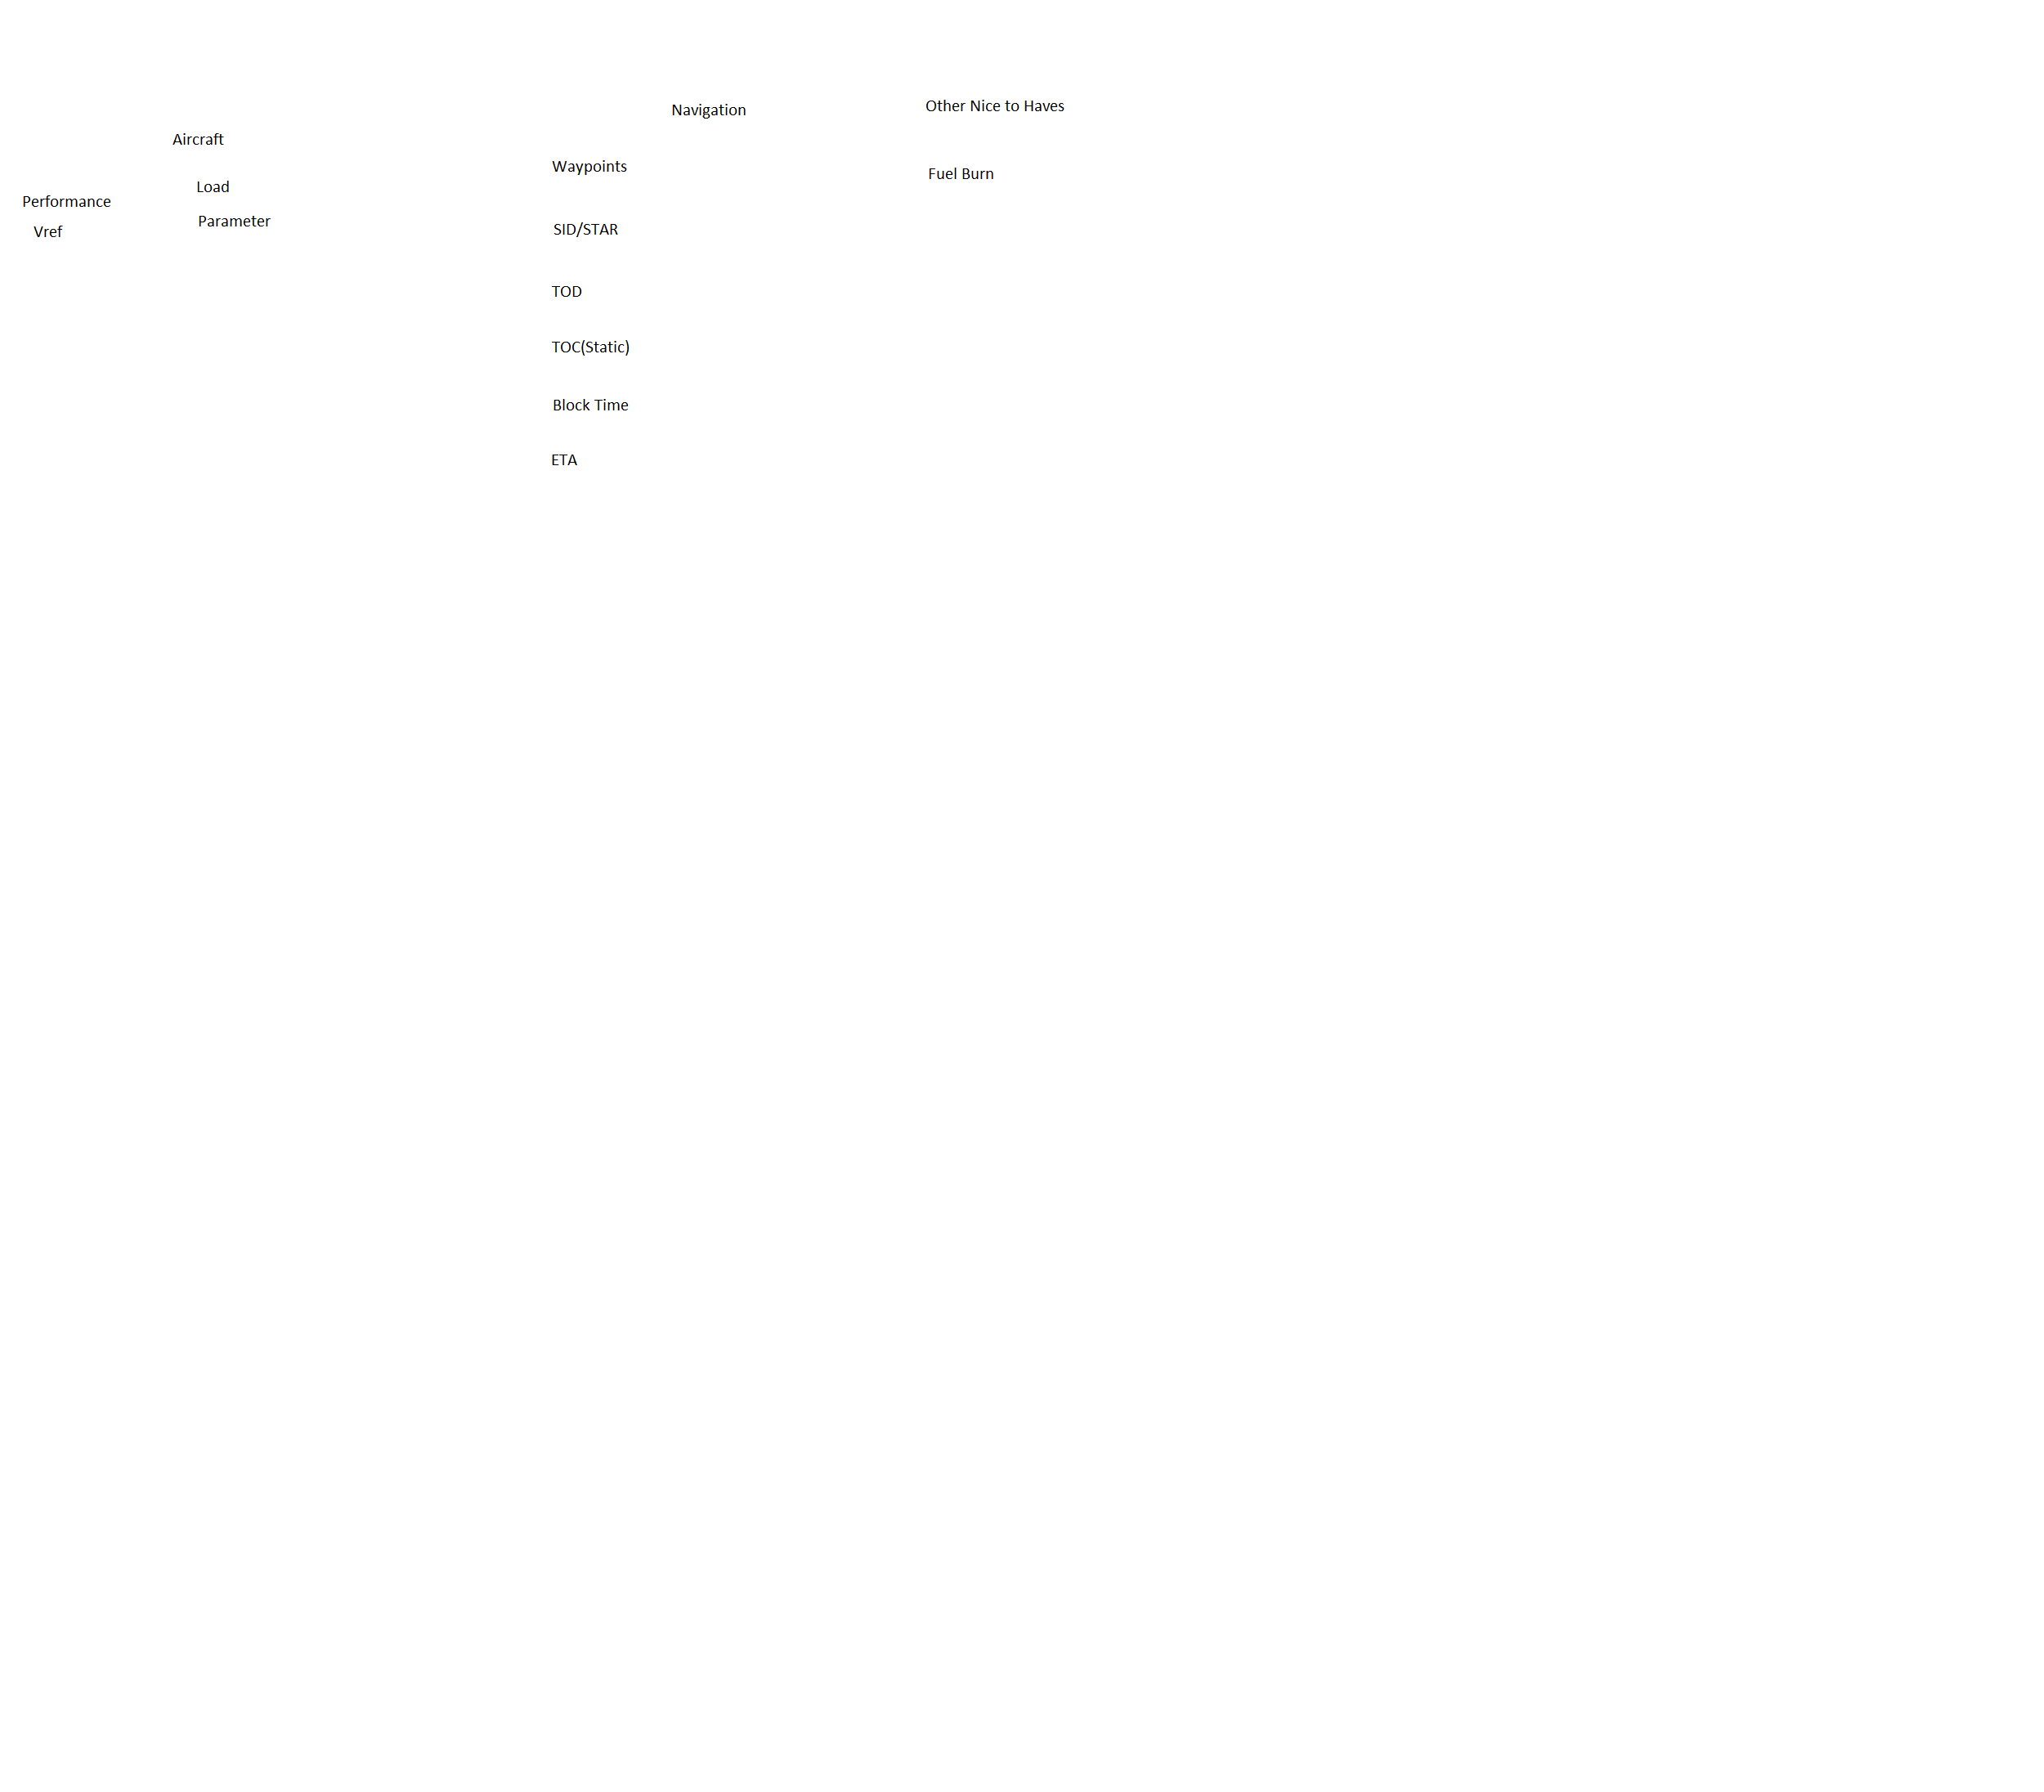 Aircraft
Performance
Vref
Load
Parameter
Navigation
Waypoints
SID/STAR
TOD
TOC(Static)
Block Time
ETA
Other Nice to Haves
Fuel Burn